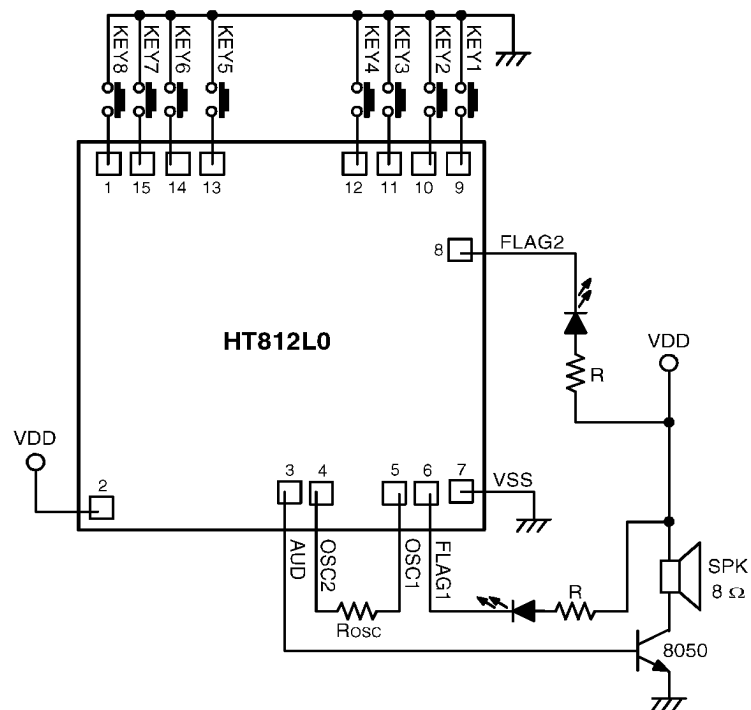 KEY8 KEY7 KEY6 KEY5 KEY4 KEY3 KEY2 KEY1
1 15 14 13 12 11 10 9
8 FLAG2
HT812L0
VDD
R
VDD
2
3 4 5 6 7
VSS
AUD OSC2 OSC1 FLAG1
Rosc
R
SPK
8 Ω
8050